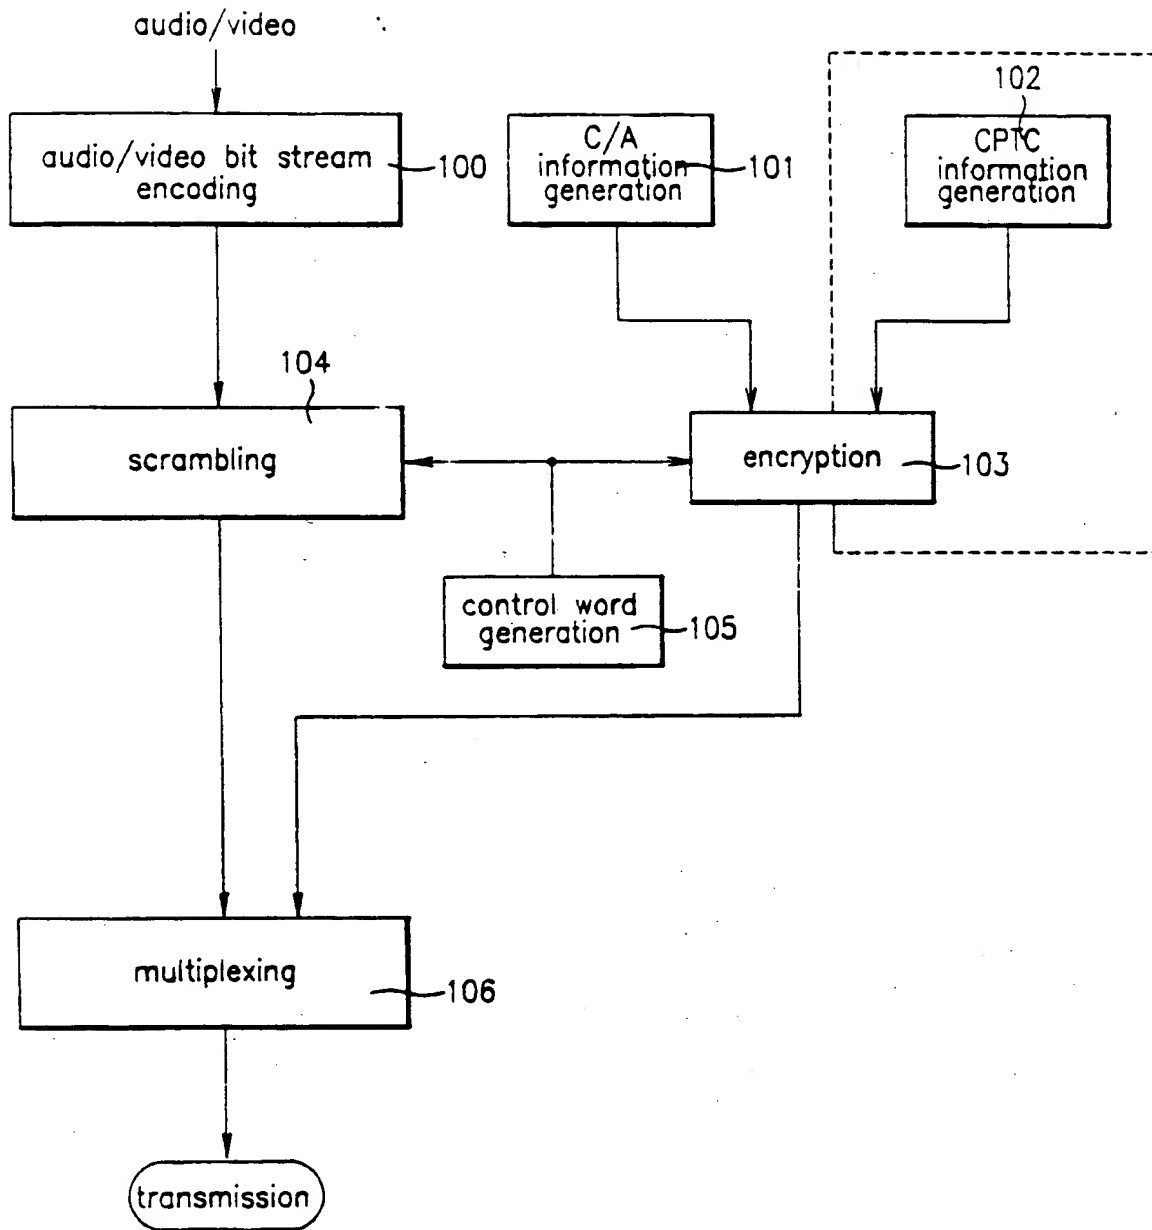 audio/video
audio/video bit stream
encoding
100
C/A
information
generation
101
102
CPTC
information
generation
104
scrambling
encryption
103
control word
generation
105
multiplexing
106
transmission